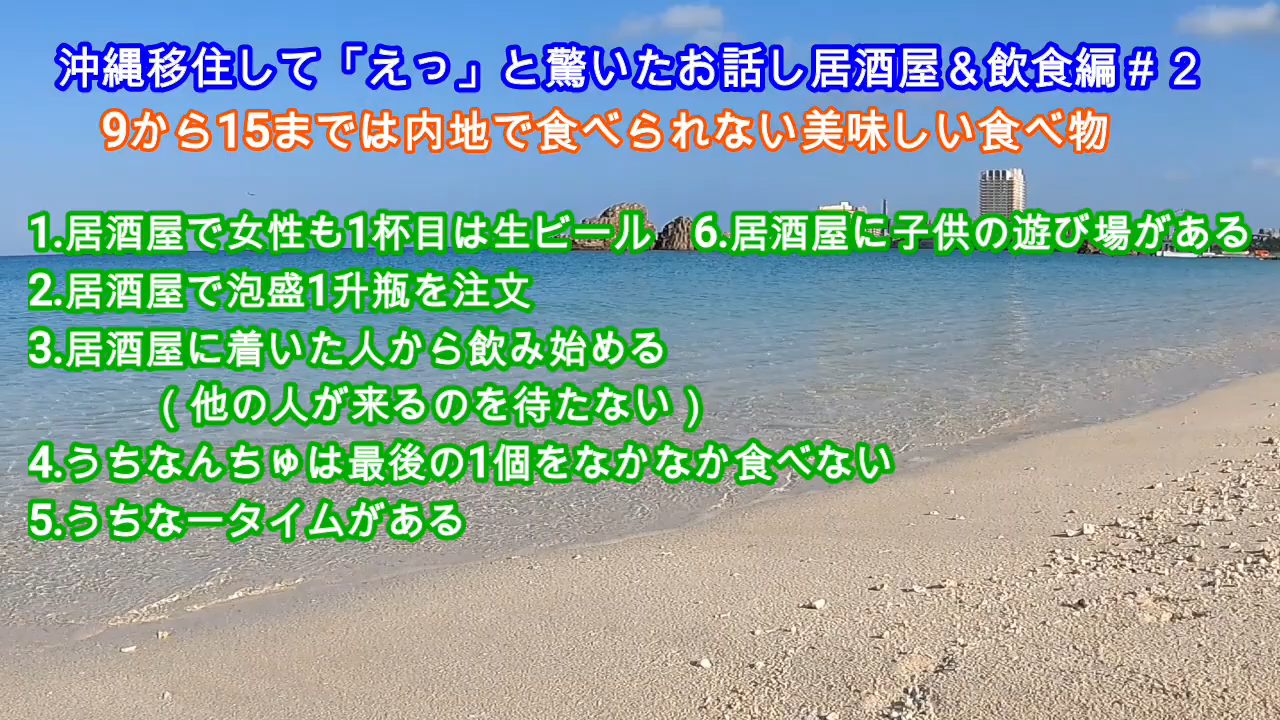 沖縄移住して「えっ」と驚いたお話し居酒屋＆飲食編＃２
9から15までは内地で食べられない美味しい食べ物
1.居酒屋で女性も1杯目は生ビール
2.居酒屋で泡盛1升瓶を注文
3.居酒屋に着いた人から飲み始める
（他の人が来るのを待たない）
4.うちなんちゅは最後の1個をなかなか食べない
5.うちなータイムがある
6.居酒屋に子供の遊び場がある